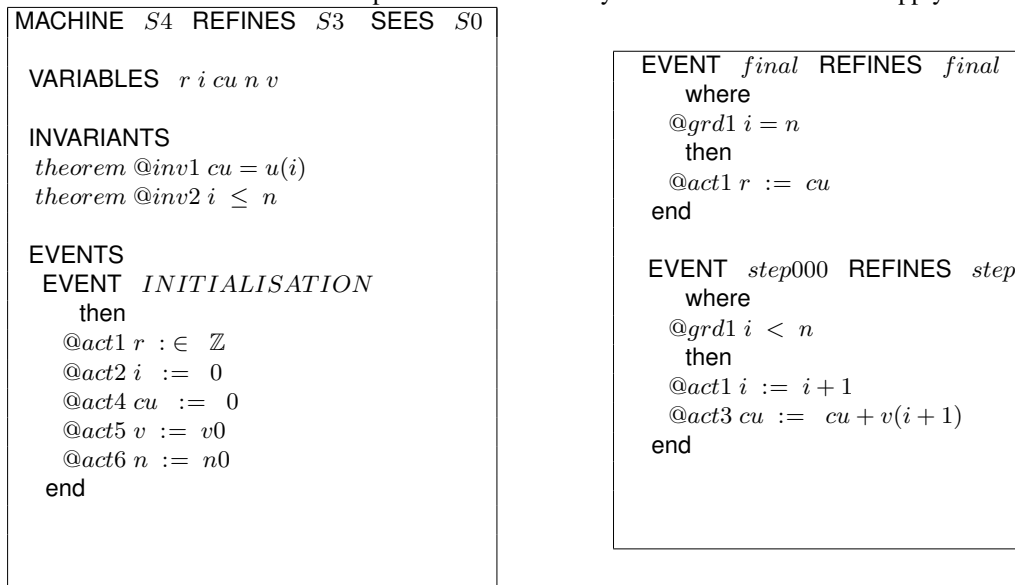 MACHINE S4 REFINES S3 SEES S0
VARIABLES r i cu n v
INVARIANTS
theorem @inv1 cu = u(i)
theorem @inv2 i ≤ n
EVENTS
EVENT INITIALISATION
then
@act1 r :∈ ℤ
@act2 i := 0
@act4 cu := 0
@act5 v := v0
@act6 n := n0
end
EVENT final REFINES final
where
@grd1 i = n
then
@act1 r := cu
end
EVENT step000 REFINES step
where
@grd1 i < n
then
@act1 i := i + 1
@act3 cu := cu + v(i + 1)
end